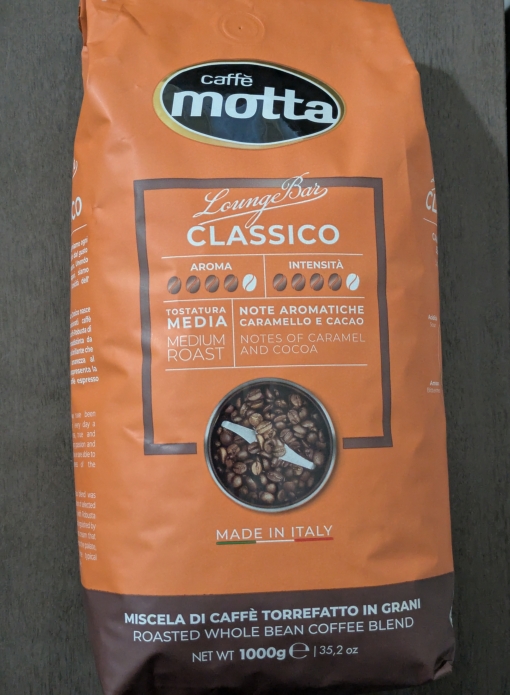 caffè
motta
Lounge Bar
CLASSICO
AROMA
INTENSITÀ
TOSTATURA
MEDIA
MEDIUM
ROAST
NOTE AROMATICHE
CARAMELLO E CACAO
NOTES OF CARAMEL
AND COCOA
MADE IN ITALY
MISCELA DI CAFFÈ TORREFATTO IN GRANI
ROASTED WHOLE BEAN COFFEE BLEND
NET WT 1000g ℮ | 35,2 oz